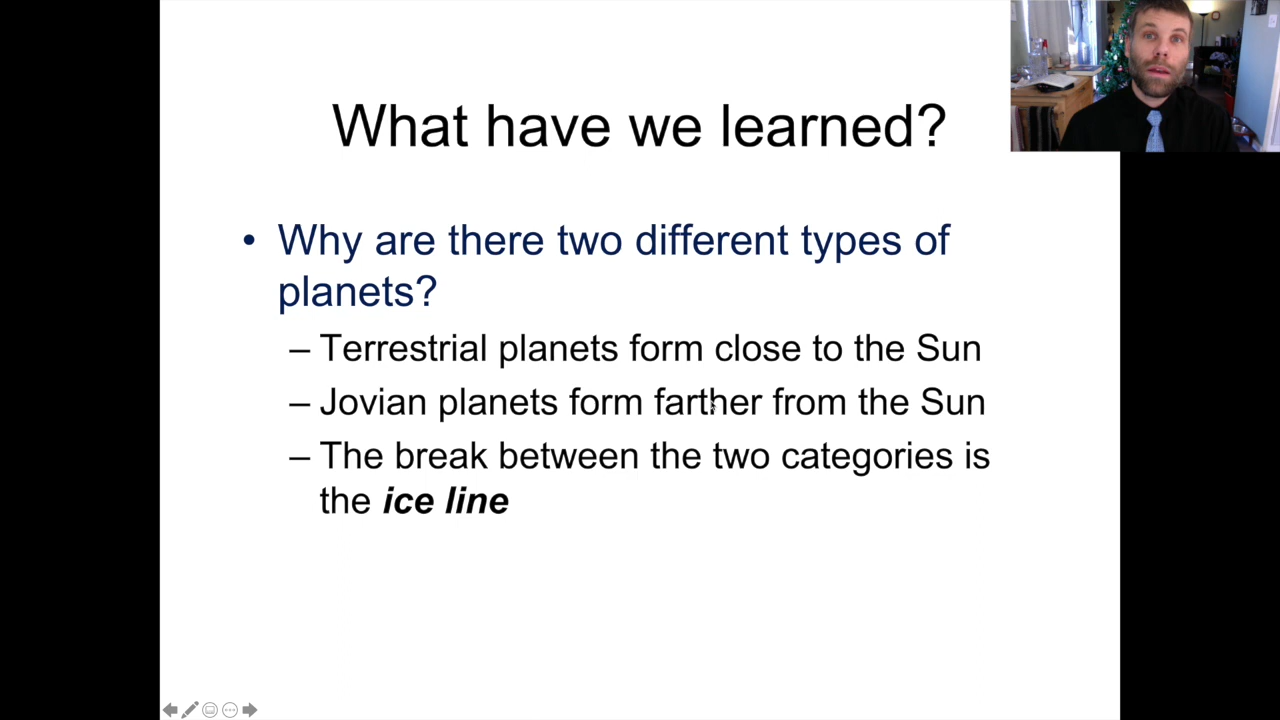 What have we learned?
• Why are there two different types of
planets?
– Terrestrial planets form close to the Sun
– Jovian planets form farther from the Sun
– The break between the two categories is
the ice line